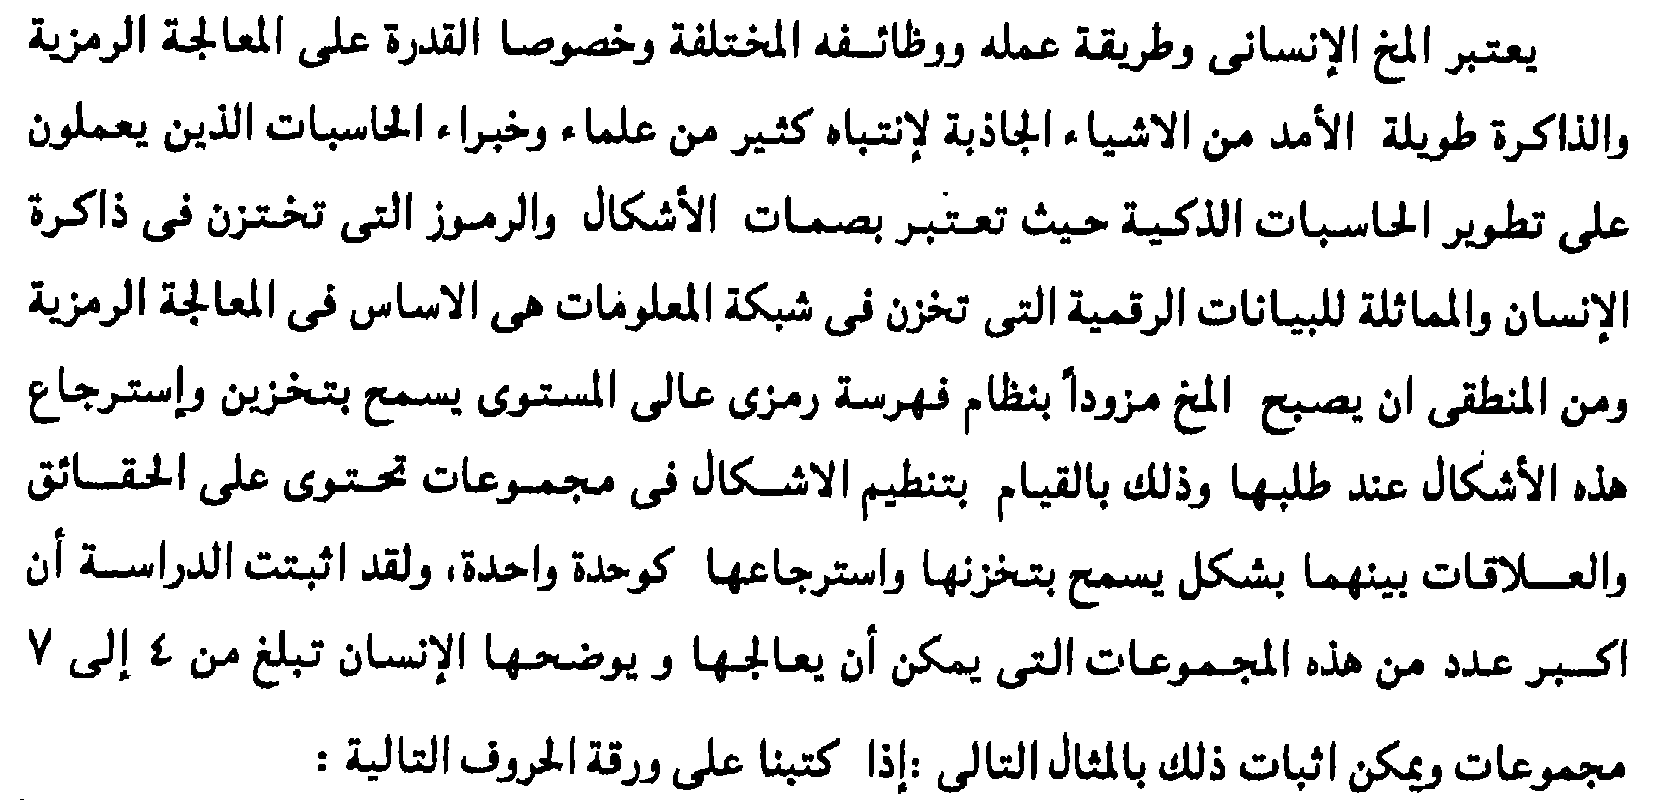 يعتبر المخ الإنسانى وطريقة عمله ووظائفه المختلفة وخصوصا القدرة على المعالجة الرمزية
والذاكرة طويلة الأمد من الاشياء الجاذبة لإنتباه كثير من علماء وخبراء الحاسبات الذين يعملون
على تطوير الحاسبات الذكية حيث تعتبر بصمات الأشكال والرموز التى تختزن فى ذاكرة
الإنسان والمماثلة للبيانات الرقمية التى تخزن فى شبكة المعلومات هى الاساس فى المعالجة الرمزية
ومن المنطقى ان يصبح المخ مزوداً بنظام فهرسة رمزى عالى المستوى يسمح بتخزين وإسترجاع
هذه الأشكال عند طلبها وذلك بالقيام بتنظيم الاشكال فى مجموعات تحتوى على الحقائق
والعلاقات بينهما بشكل يسمح بتخزنها واسترجاعها كوحدة واحدة، ولقد اثبتت الدراسة أن
اكبر عدد من هذه المجموعات التى يمكن أن يعالجها و يوضحها الإنسان تبلغ من ٤ إلى ٧
مجموعات ويمكن اثبات ذلك بالمثال التالى :إذا كتبنا على ورقة الحروف التالية :